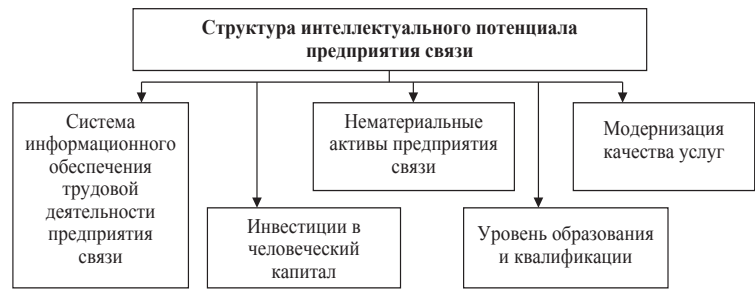 Структура интеллектуального потенциала
предприятия связи
Система
информационного
обеспечения
трудовой
деятельности
предприятия
связи
Инвестиции в
человеческий
капитал
Нематериальные
активы предприятия
связи
Уровень образования
и квалификации
Модернизация
качества услуг